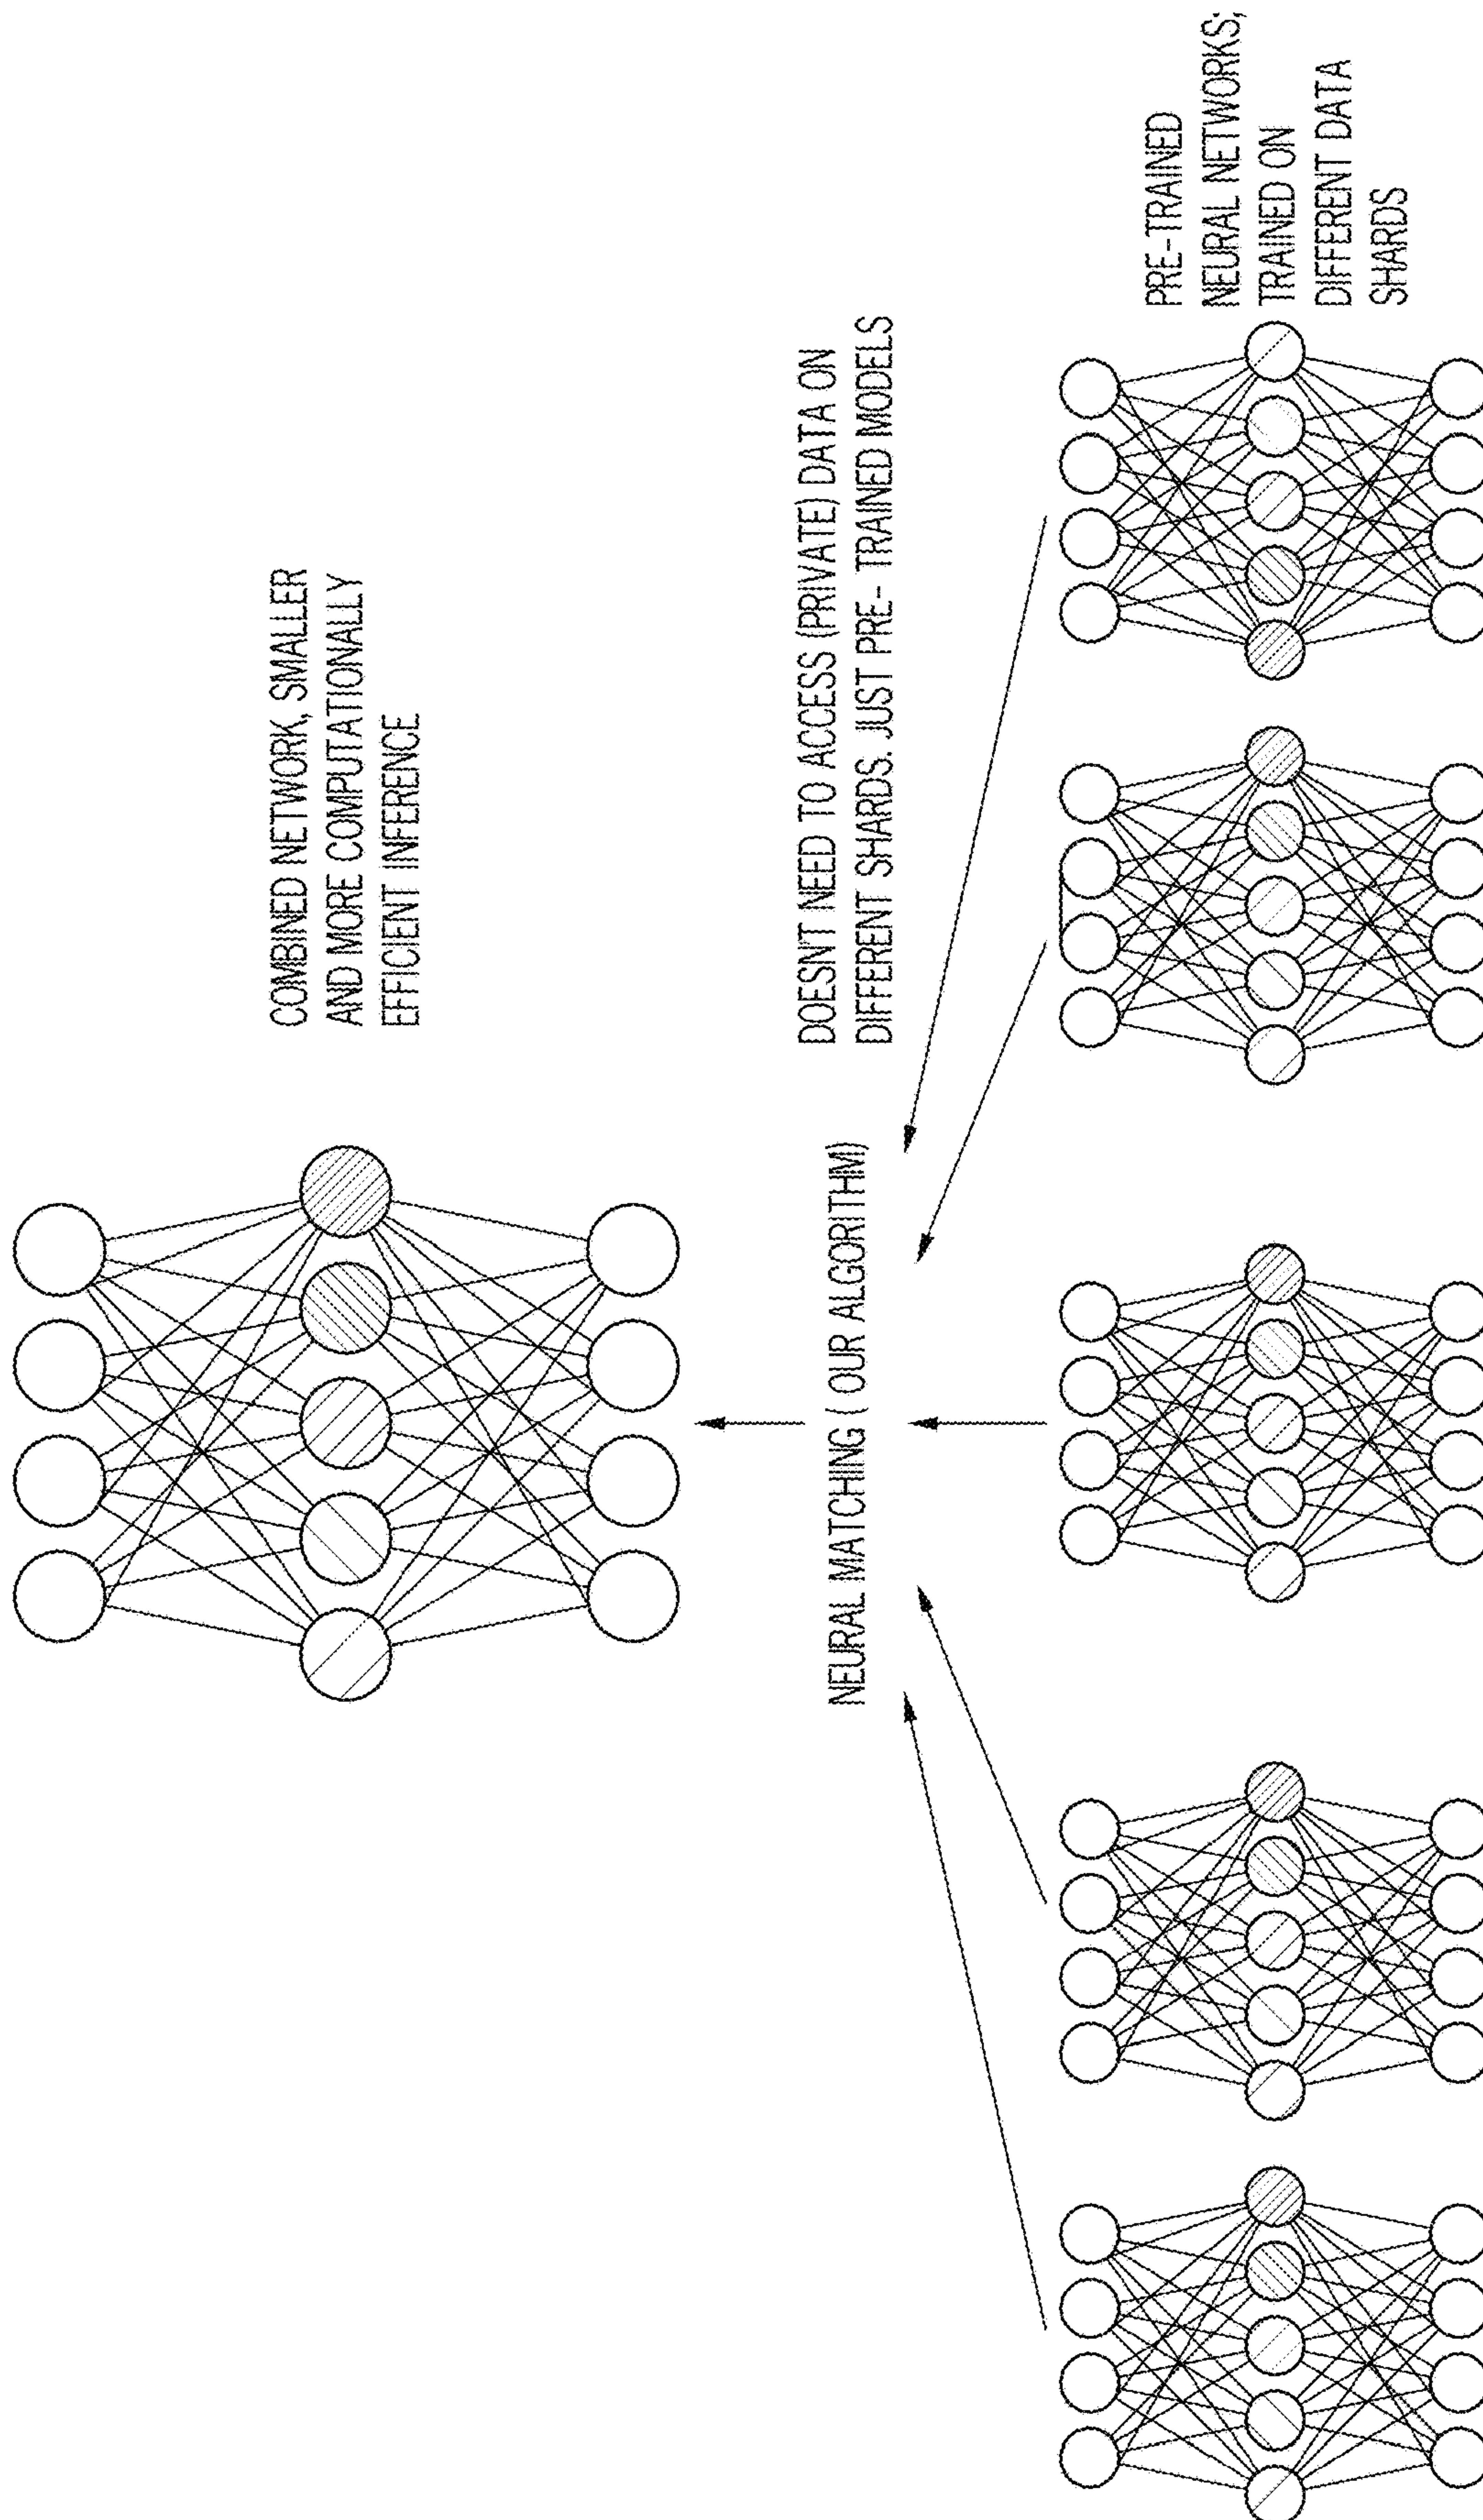 COMBINED NETWORK, SMALLER
AND MORE COMPUTATIONALLY
EFFICIENT INFERENCE
NEURAL MATCHING ( OUR ALGORITHM)
DOESN'T NEED TO ACCESS (PRIVATE) DATA ON
DIFFERENT SHARDS. JUST PRE- TRAINED MODELS
PRE-TRAINED
NEURAL NETWORKS;
TRAINED ON
DIFFERENT DATA
SHARDS